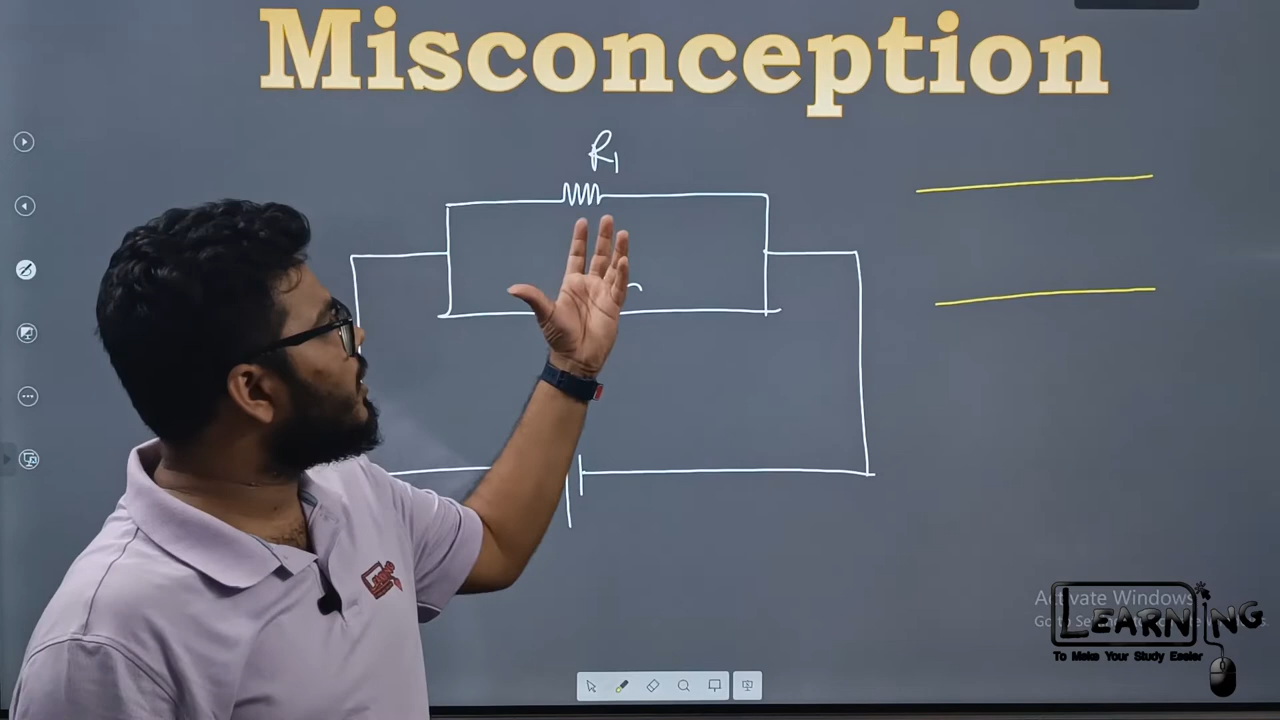 Misconception
R1
Activate Windows
LEARNING
To Make Your Study Easier